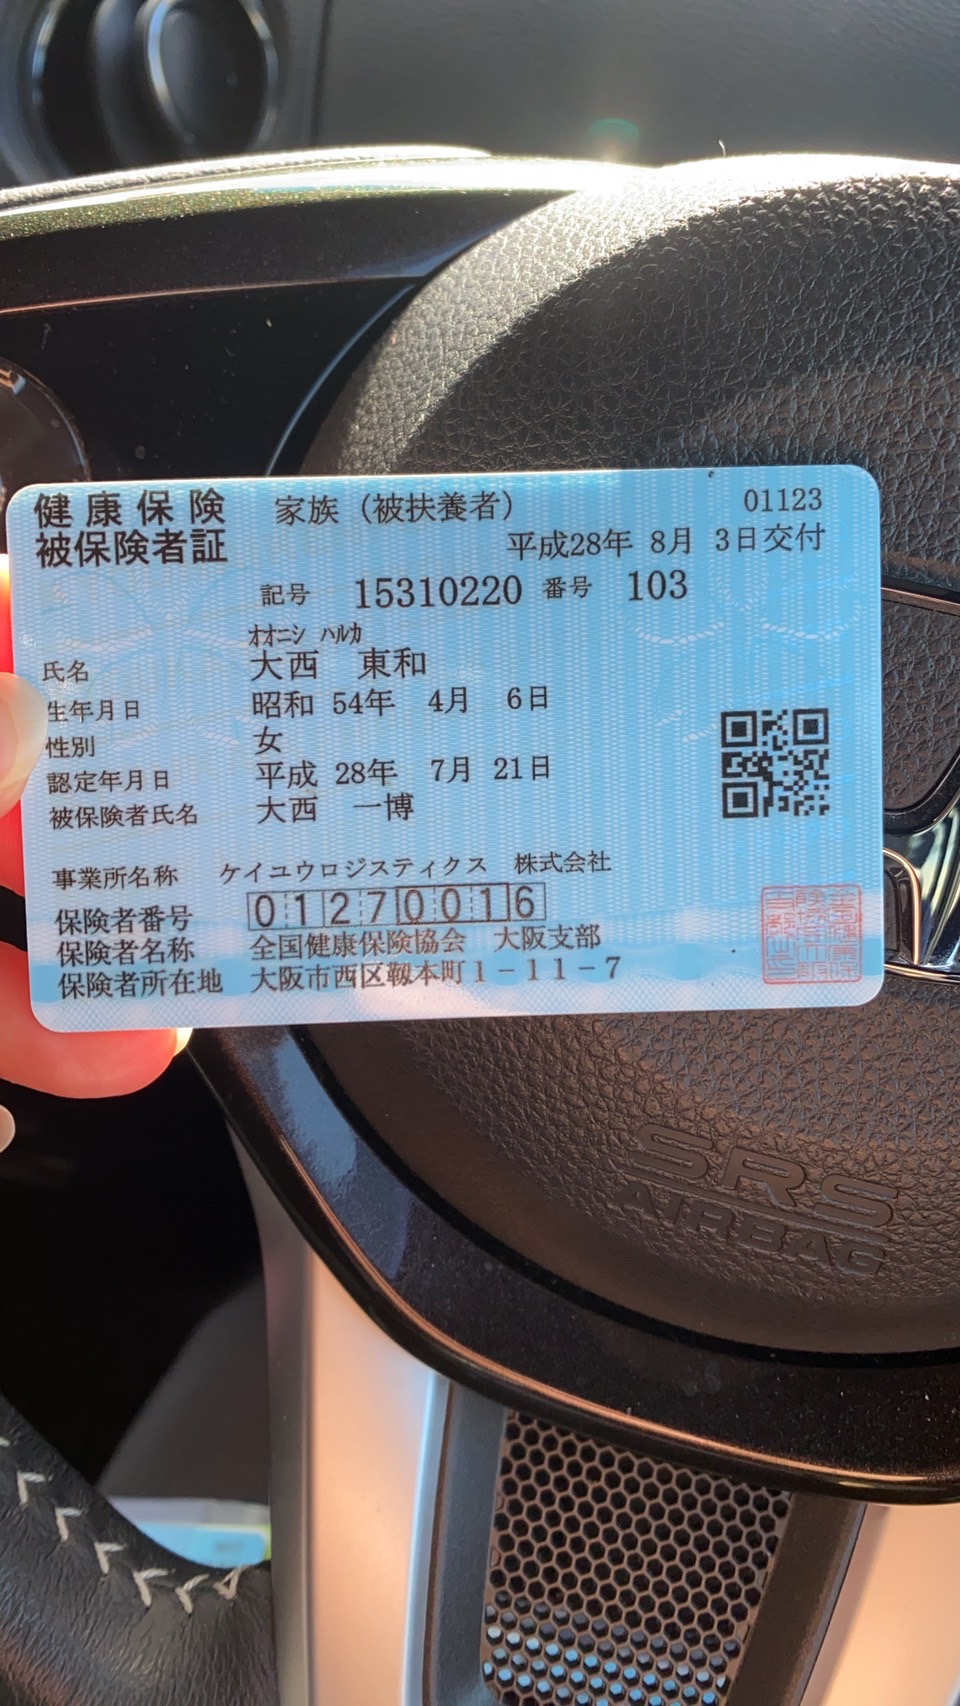 健康保険 家族（被扶養者） 01123
被保険者証 平成28年 8月 3日交付
記号 15310220 番号 103
ｵｵﾆｼ ﾊﾙｶ
氏名 大西 東和
生年月日 昭和 54年 4月 6日
性別 女
認定年月日 平成 28年 7月 21日
被保険者氏名 大西 一博
事業所名称 ケイユウロジスティクス 株式会社
保険者番号 01270016
保険者名称 全国健康保険協会 大阪支部
保険者所在地 大阪市西区靱本町1－11－7
SRS
AIRBAG